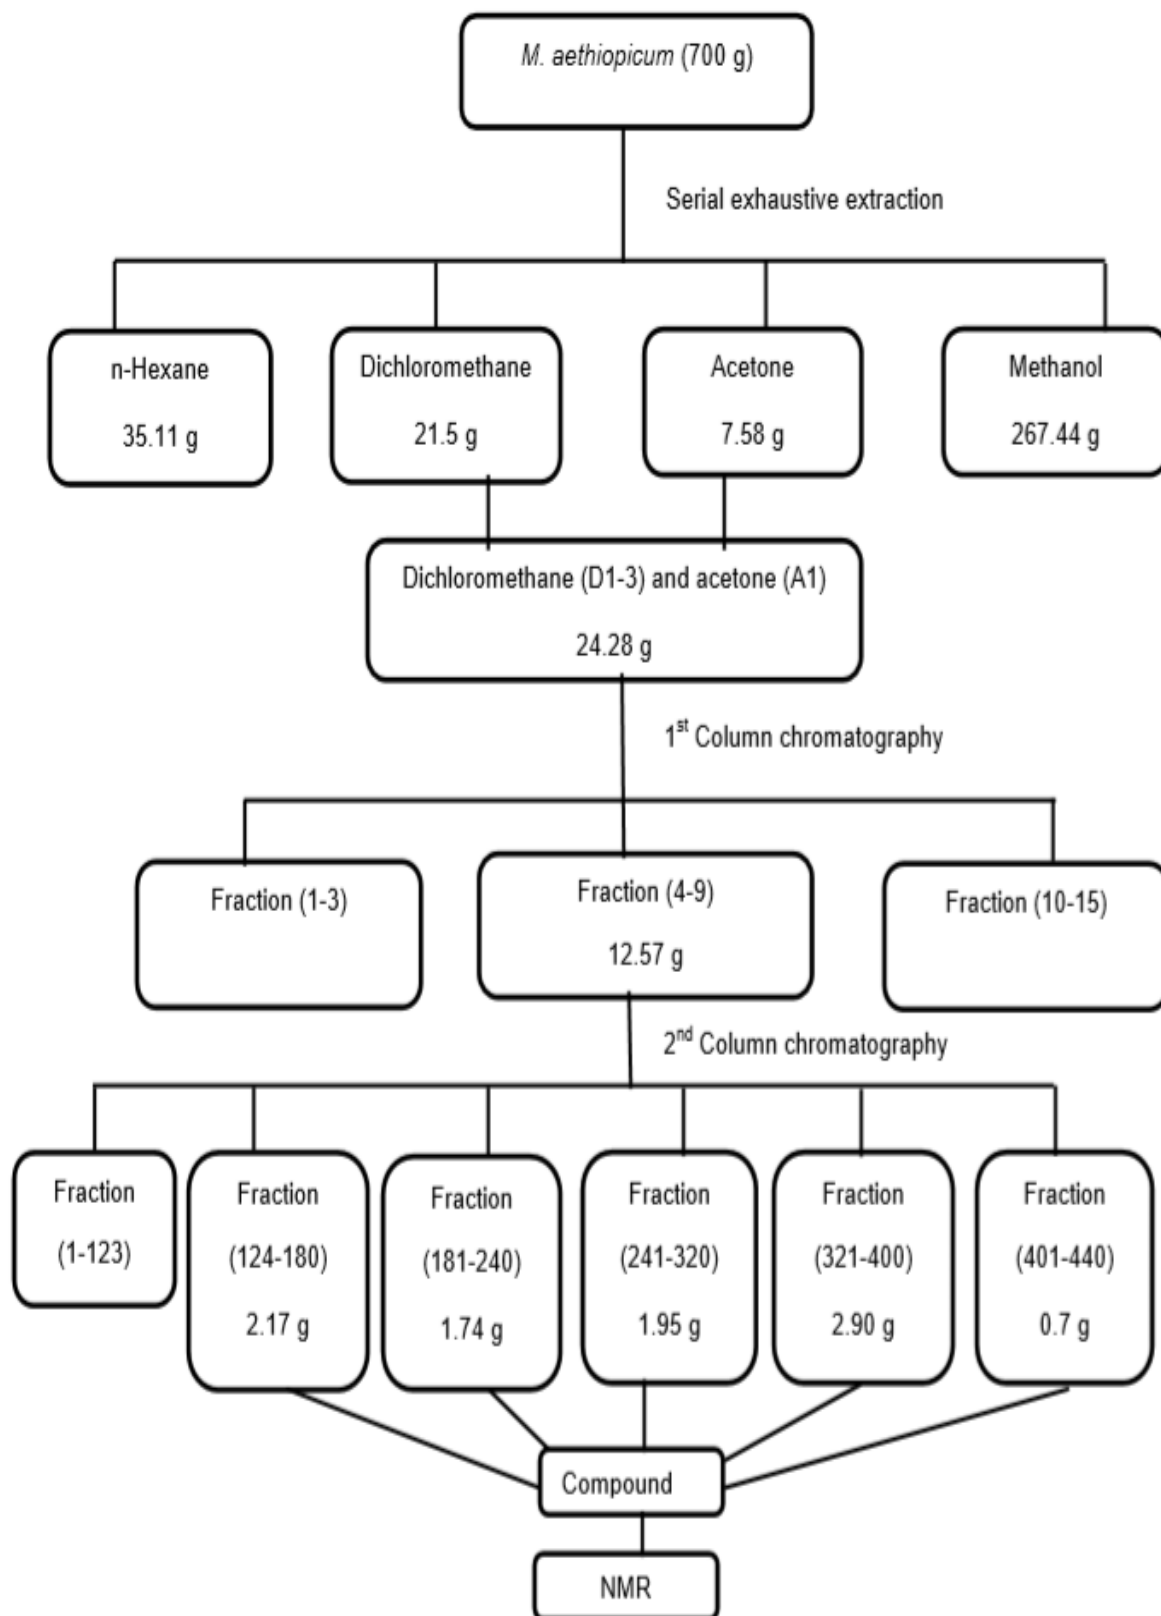 M. aethiopicum (700 g)
Serial exhaustive extraction
n-Hexane
35.11 g
Dichloromethane
21.5 g
Acetone
7.58 g
Methanol
267.44 g
Dichloromethane (D1-3) and acetone (A1)
24.28 g
1st Column chromatography
Fraction (1-3)
Fraction (4-9)
12.57 g
Fraction (10-15)
2nd Column chromatography
Fraction
(1-123)
Fraction
(124-180)
2.17 g
Fraction
(181-240)
1.74 g
Fraction
(241-320)
1.95 g
Fraction
(321-400)
2.90 g
Fraction
(401-440)
0.7 g
Compound
NMR